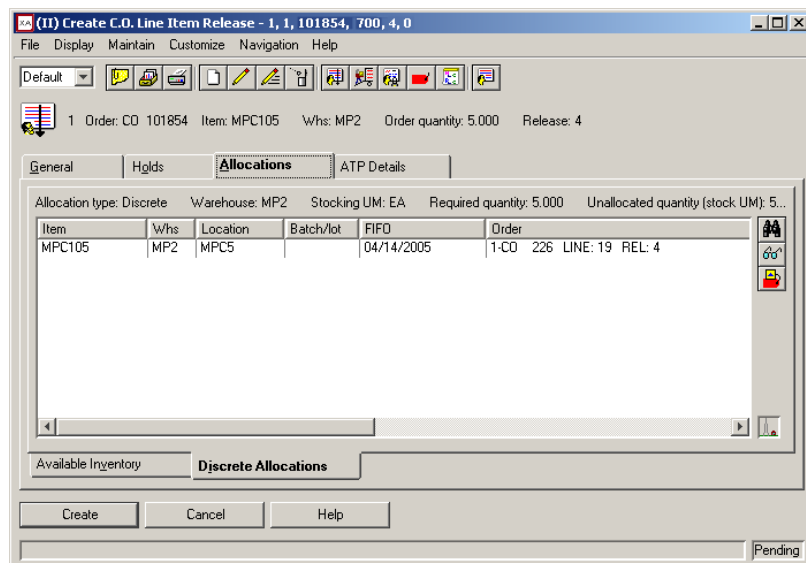 XA (II) Create C.O. Line Item Release - 1, 1, 101854, 700, 4, 0
File Display Maintain Customize Navigation Help
Default
1 Order: CO 101854 Item: MPC105 Whs: MP2 Order quantity: 5.000 Release: 4
General Holds Allocations ATP Details
Allocation type: Discrete Warehouse: MP2 Stocking UM: EA Required quantity: 5.000 Unallocated quantity (stock UM): 5...
Item Whs Location Batch/lot FIFO Order
MPC105 MP2 MPC5 04/14/2005 1-CO 226 LINE: 19 REL: 4
Available Inventory Discrete Allocations
Create Cancel Help
Pending